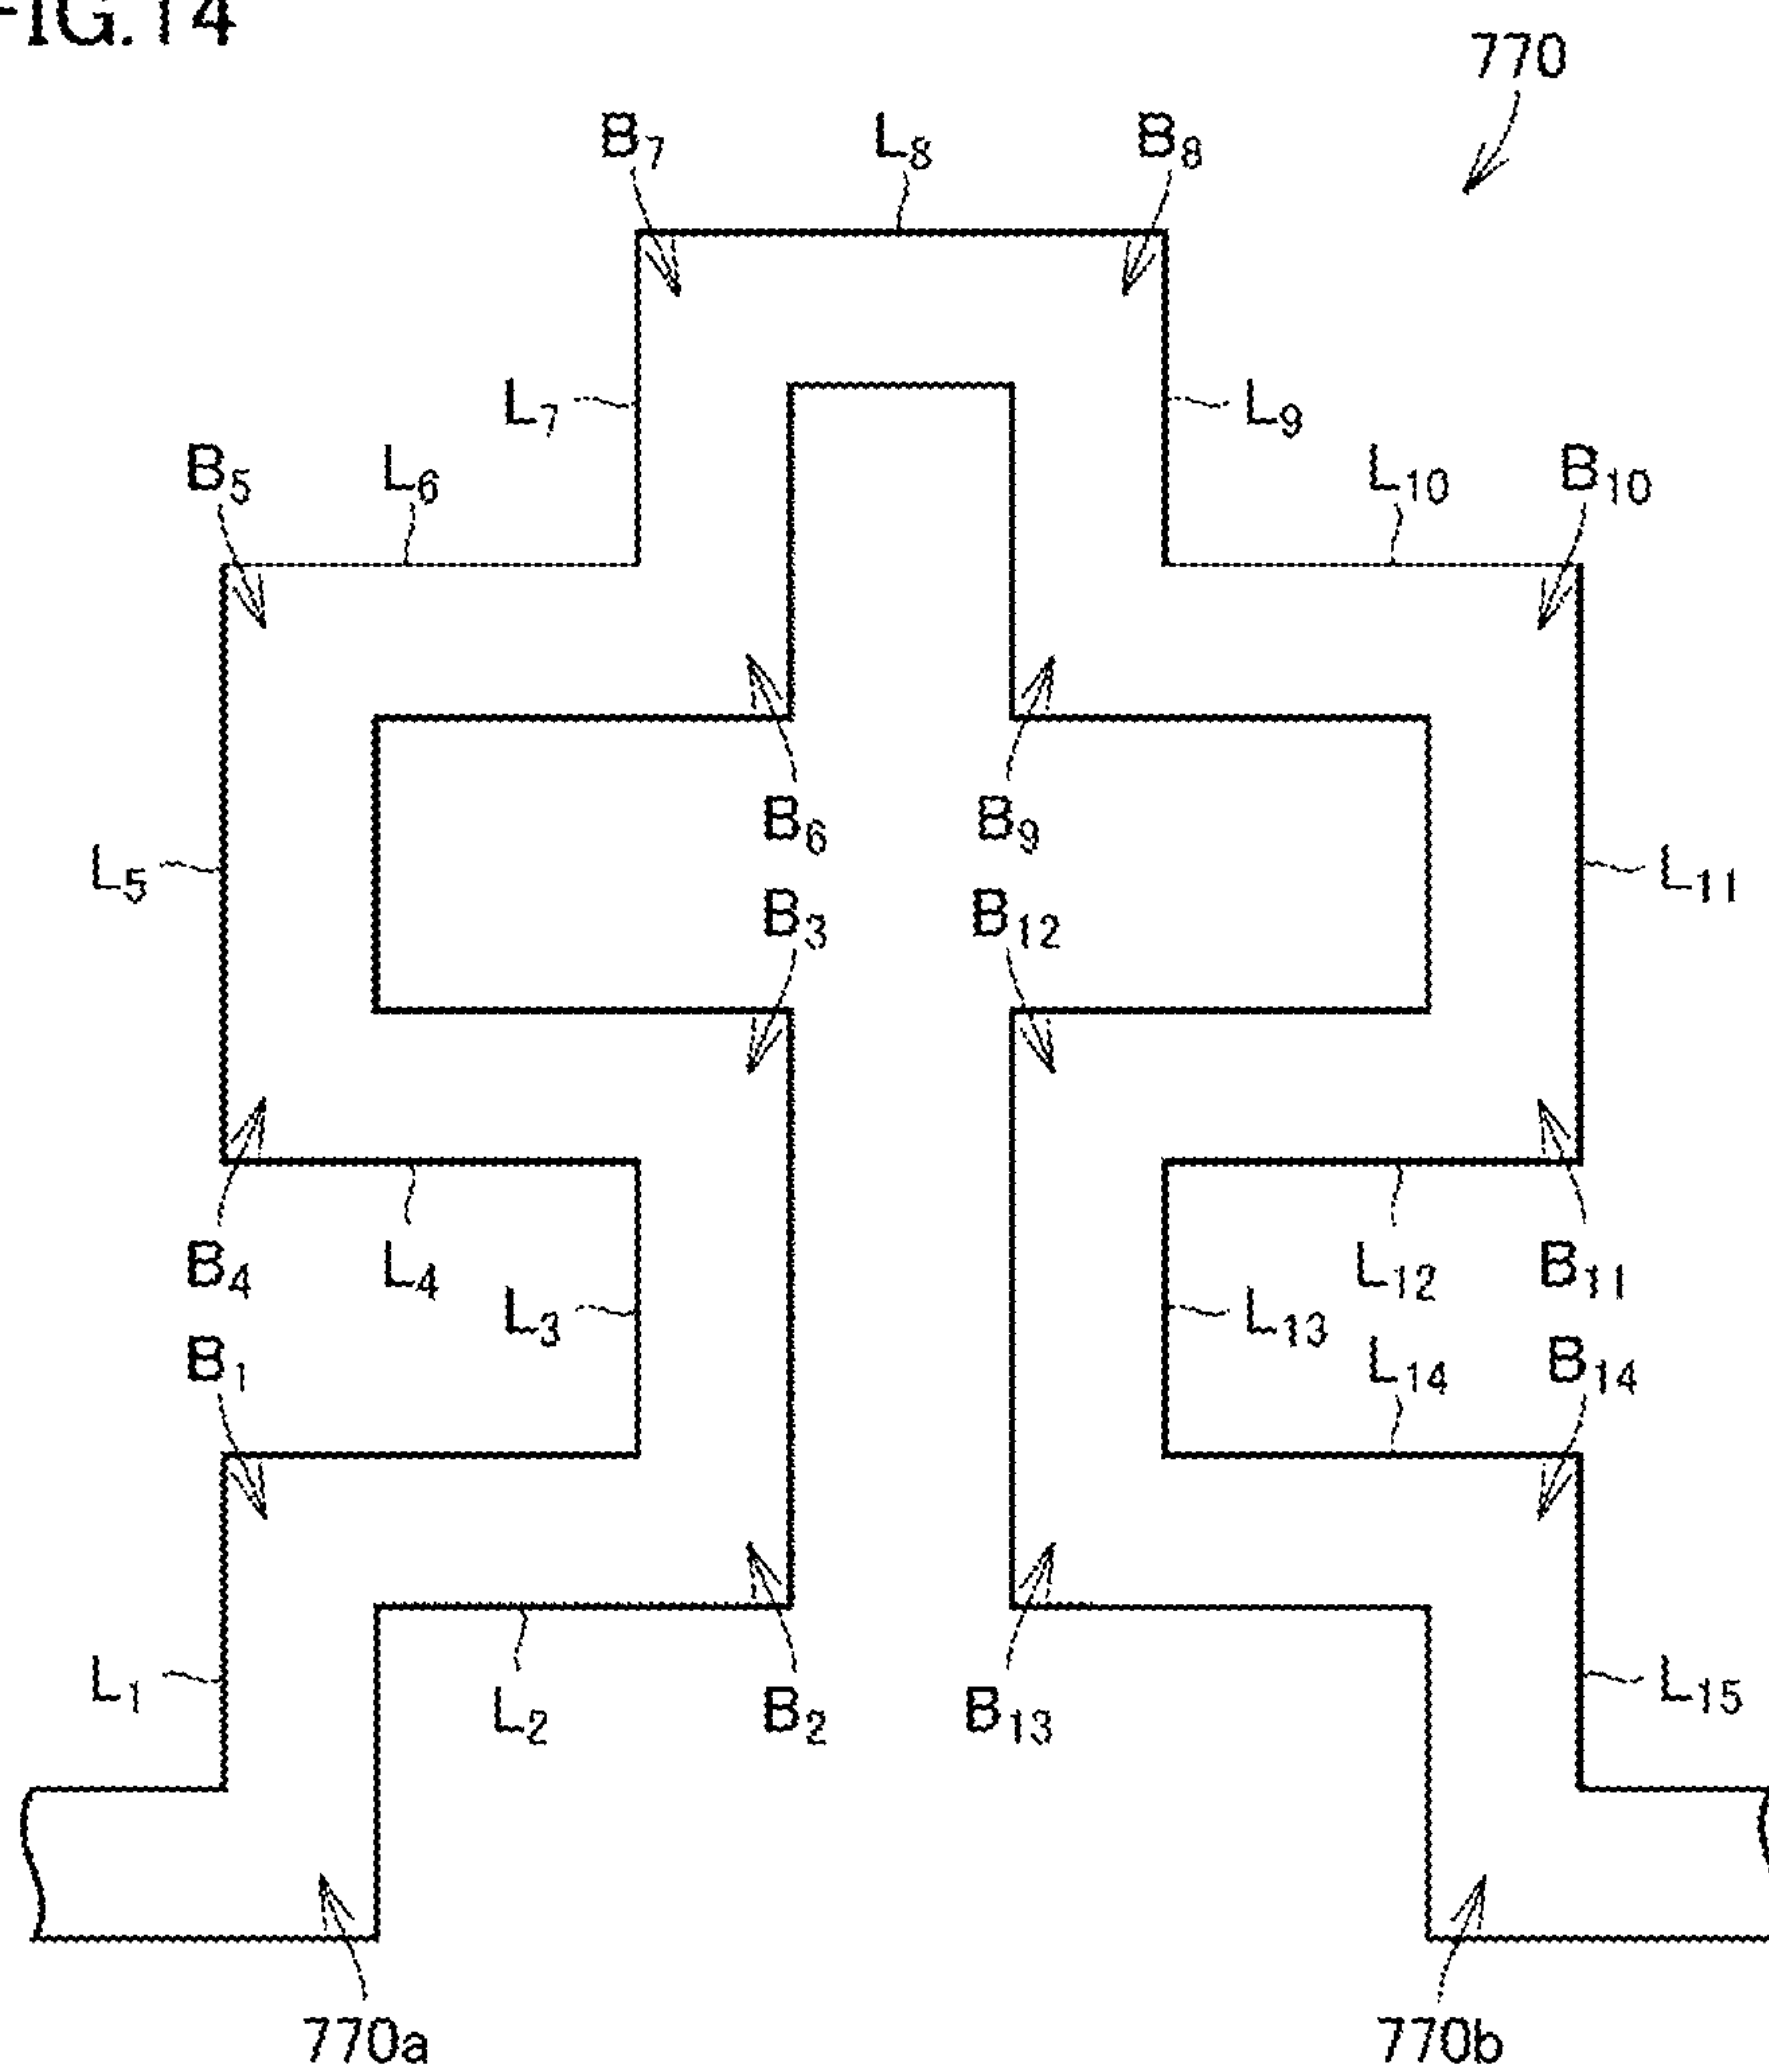 FIG.14
770
B7 L8 B8
L7 L9
B5 L6 L10 B10
B6 B9
L5 L11
B3 B12
B4 L4 L12 B11
L3 L13
B1 L14 B14
L1 L15
L2 B2 B13
770a 770b